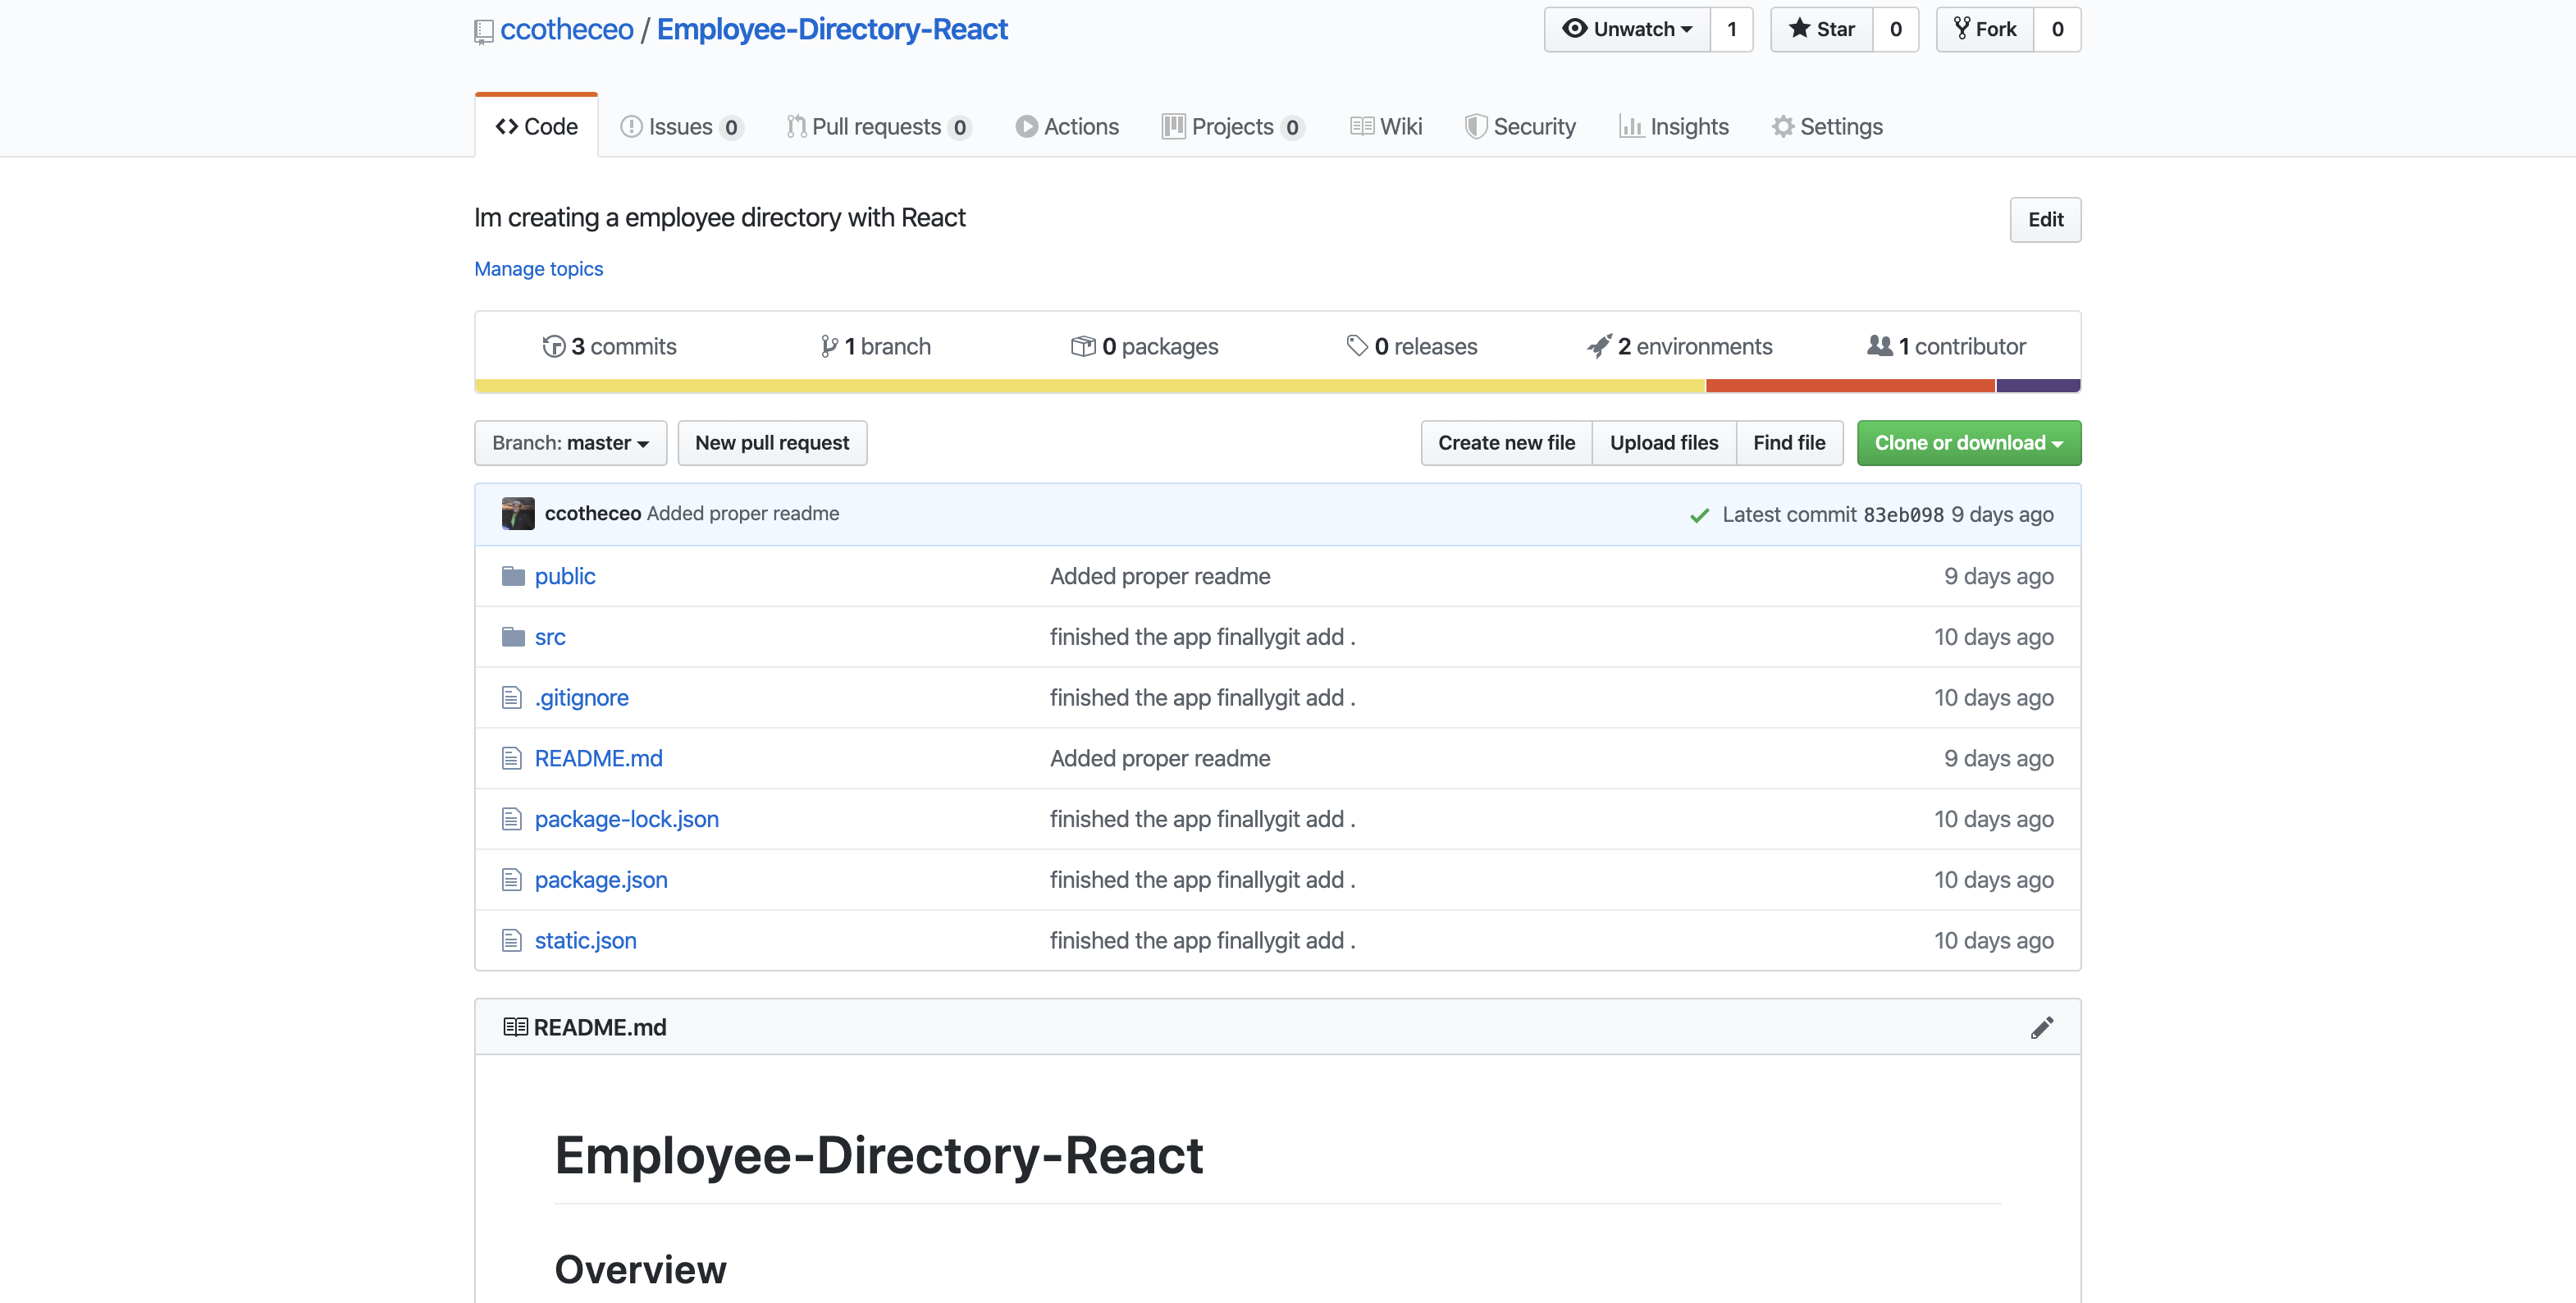 ccotheceo / Employee-Directory-React Unwatch 1 Star 0 Fork 0
Code Issues 0 Pull requests 0 Actions Projects 0 Wiki Security Insights Settings
Im creating a employee directory with React Edit
Manage topics
3 commits 1 branch 0 packages 0 releases 2 environments 1 contributor
Branch: master New pull request Create new file Upload files Find file Clone or download
ccotheceo Added proper readme Latest commit 83eb098 9 days ago
public Added proper readme 9 days ago
src finished the app finallygit add . 10 days ago
.gitignore finished the app finallygit add . 10 days ago
README.md Added proper readme 9 days ago
package-lock.json finished the app finallygit add . 10 days ago
package.json finished the app finallygit add . 10 days ago
static.json finished the app finallygit add . 10 days ago
README.md
Employee-Directory-React
Overview